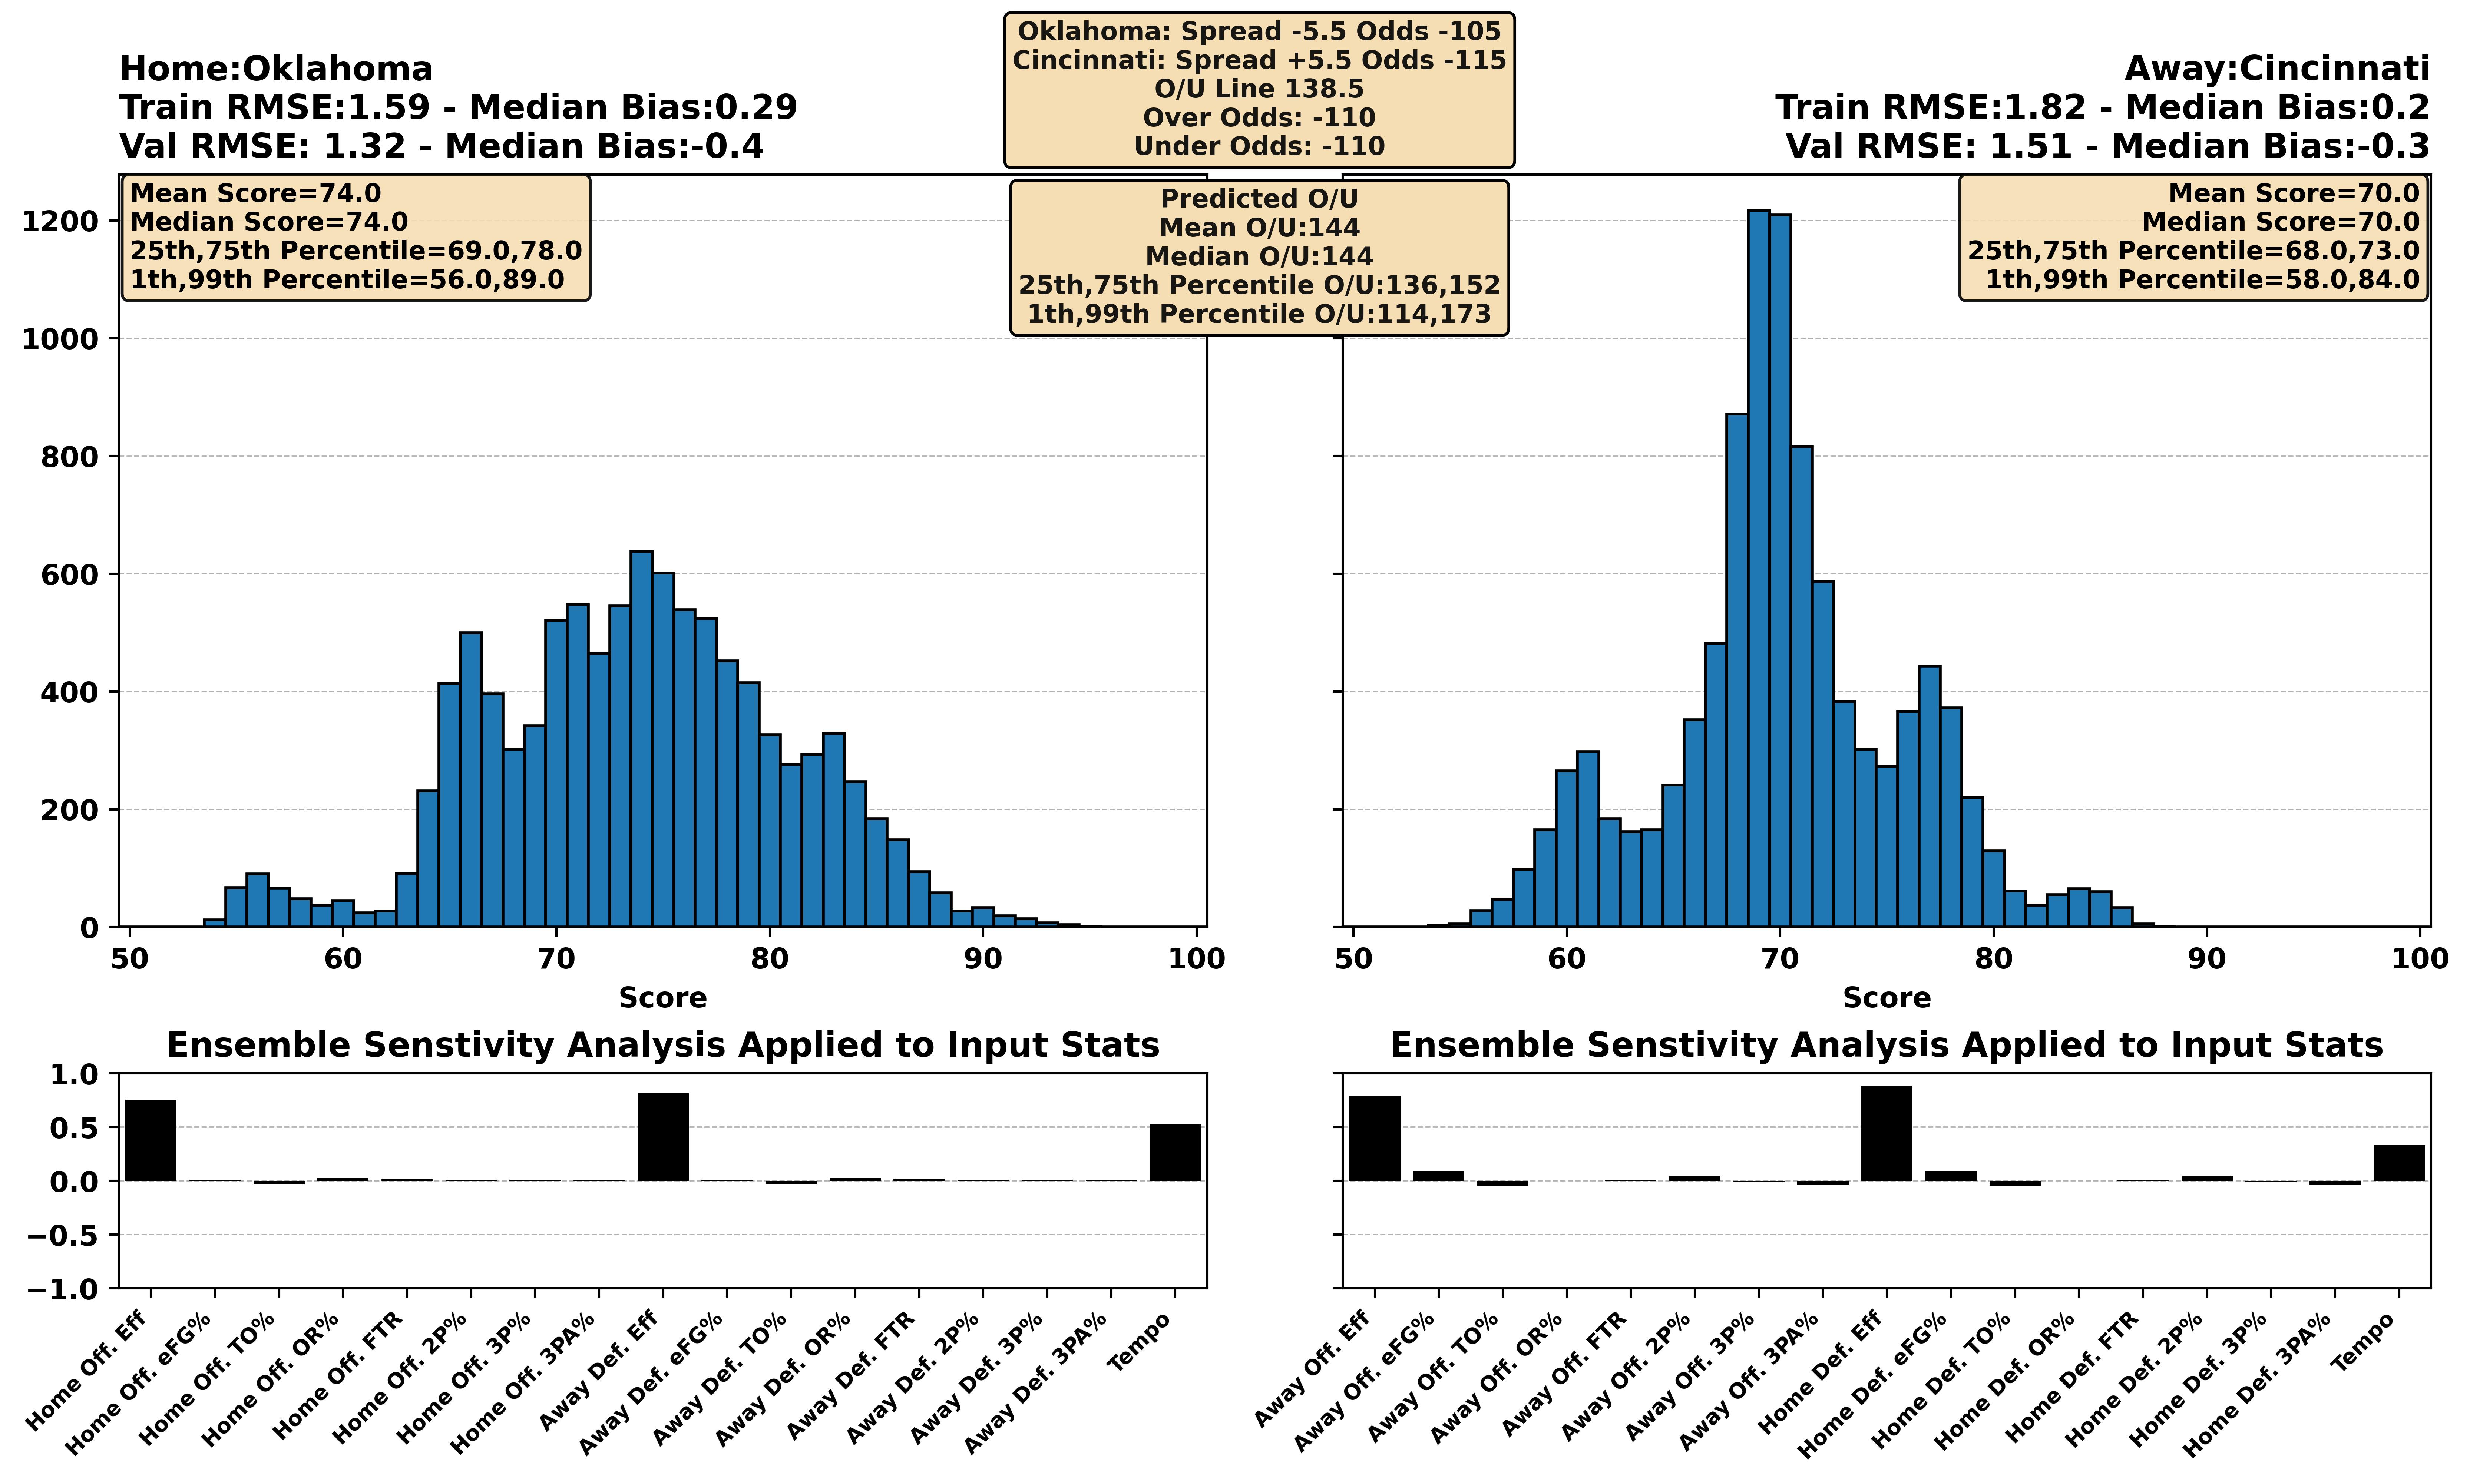 Oklahoma: Spread -5.5 Odds -105
Cincinnati: Spread +5.5 Odds -115
O/U Line 138.5
Over Odds: -110
Under Odds: -110
Home:Oklahoma
Train RMSE:1.59 - Median Bias:0.29
Val RMSE: 1.32 - Median Bias:-0.4
Away:Cincinnati
Train RMSE:1.82 - Median Bias:0.2
Val RMSE: 1.51 - Median Bias:-0.3
Mean Score=74.0
Median Score=74.0
25th,75th Percentile=69.0,78.0
1th,99th Percentile=56.0,89.0
Predicted O/U
Mean O/U:144
Median O/U:144
25th,75th Percentile O/U:136,152
1th,99th Percentile O/U:114,173
Mean Score=70.0
Median Score=70.0
25th,75th Percentile=68.0,73.0
1th,99th Percentile=58.0,84.0
1200
1000
800
600
400
200
0
50 60 70 80 90 100
Score
50 60 70 80 90 100
Score
Ensemble Senstivity Analysis Applied to Input Stats
1.0
0.5
0.0
−0.5
−1.0
Home Off. Eff
Home Off. eFG%
Home Off. TO%
Home Off. OR%
Home Off. FTR
Home Off. 2P%
Home Off. 3P%
Home Off. 3PA%
Away Def. Eff
Away Def. eFG%
Away Def. TO%
Away Def. OR%
Away Def. FTR
Away Def. 2P%
Away Def. 3P%
Away Def. 3PA%
Tempo
Ensemble Senstivity Analysis Applied to Input Stats
Away Off. Eff
Away Off. eFG%
Away Off. TO%
Away Off. OR%
Away Off. FTR
Away Off. 2P%
Away Off. 3P%
Away Off. 3PA%
Home Def. Eff
Home Def. eFG%
Home Def. TO%
Home Def. OR%
Home Def. FTR
Home Def. 2P%
Home Def. 3P%
Home Def. 3PA%
Tempo